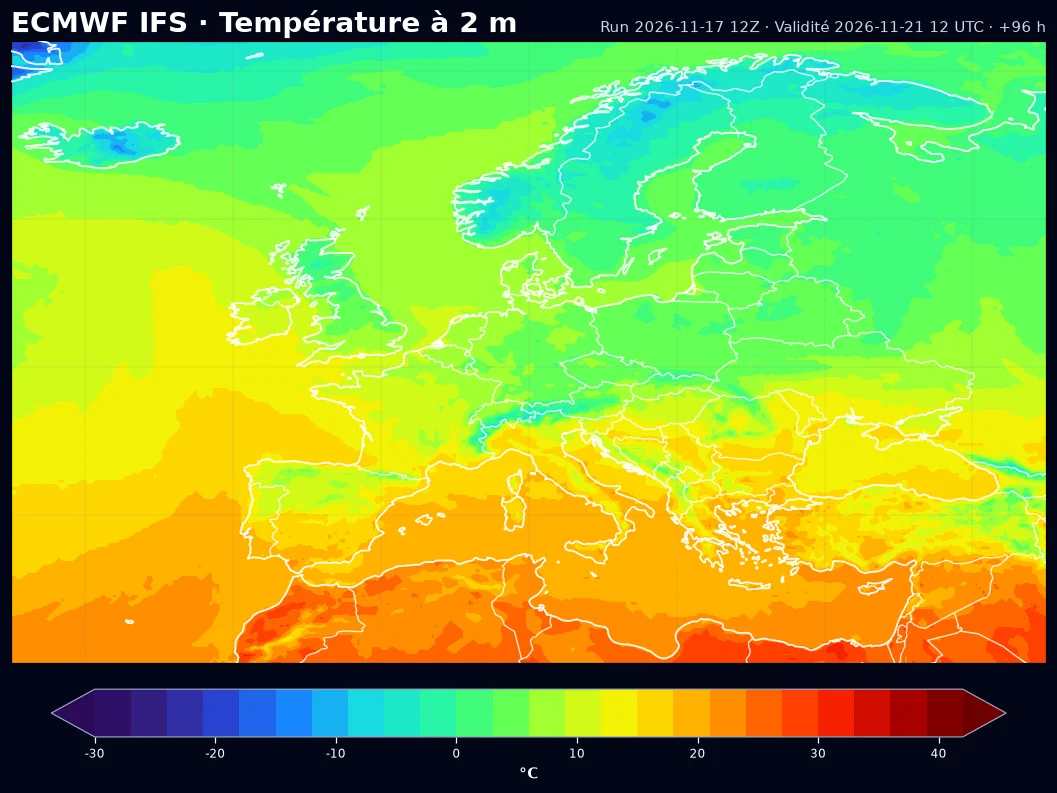 ECMWF IFS · Température à 2 m
Run 2026-11-17 12Z · Validité 2026-11-21 12 UTC · +96 h
-30 -20 -10 0 10 20 30 40
°C